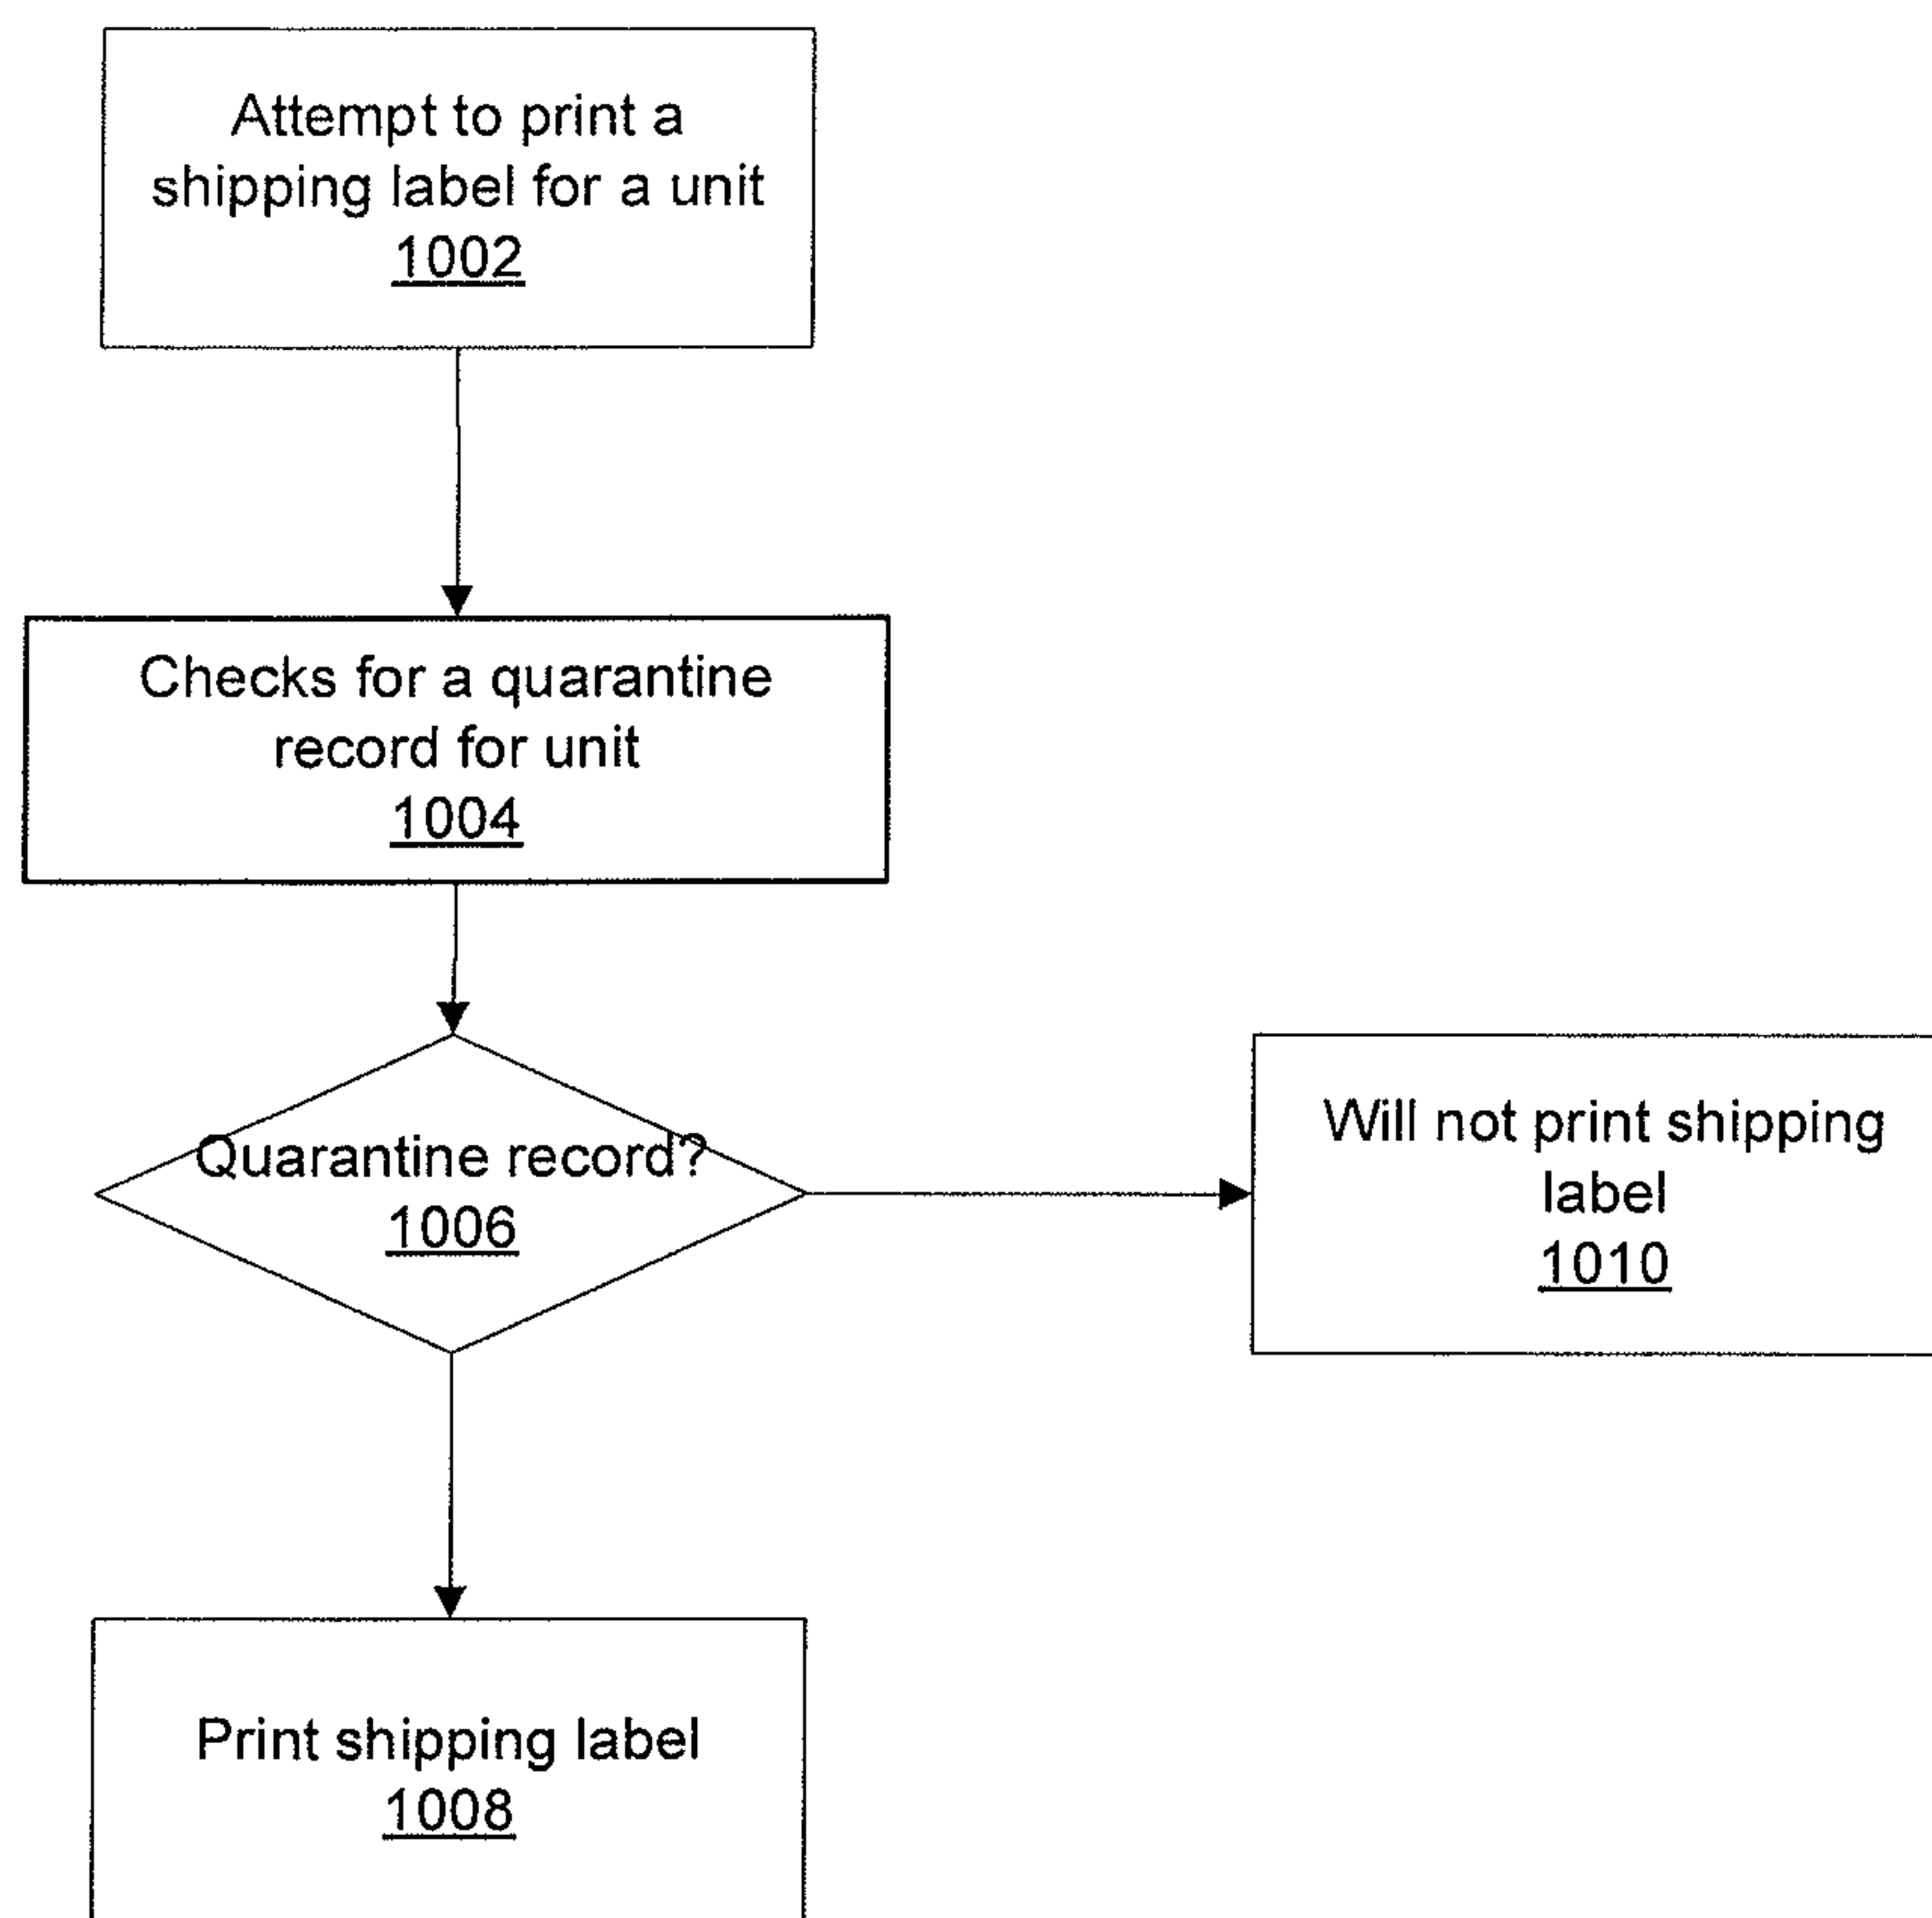 Attempt to print a
shipping label for a unit
1002
Checks for a quarantine
record for unit
1004
Quarantine record?
1006
Will not print shipping
label
1010
Print shipping label
1008